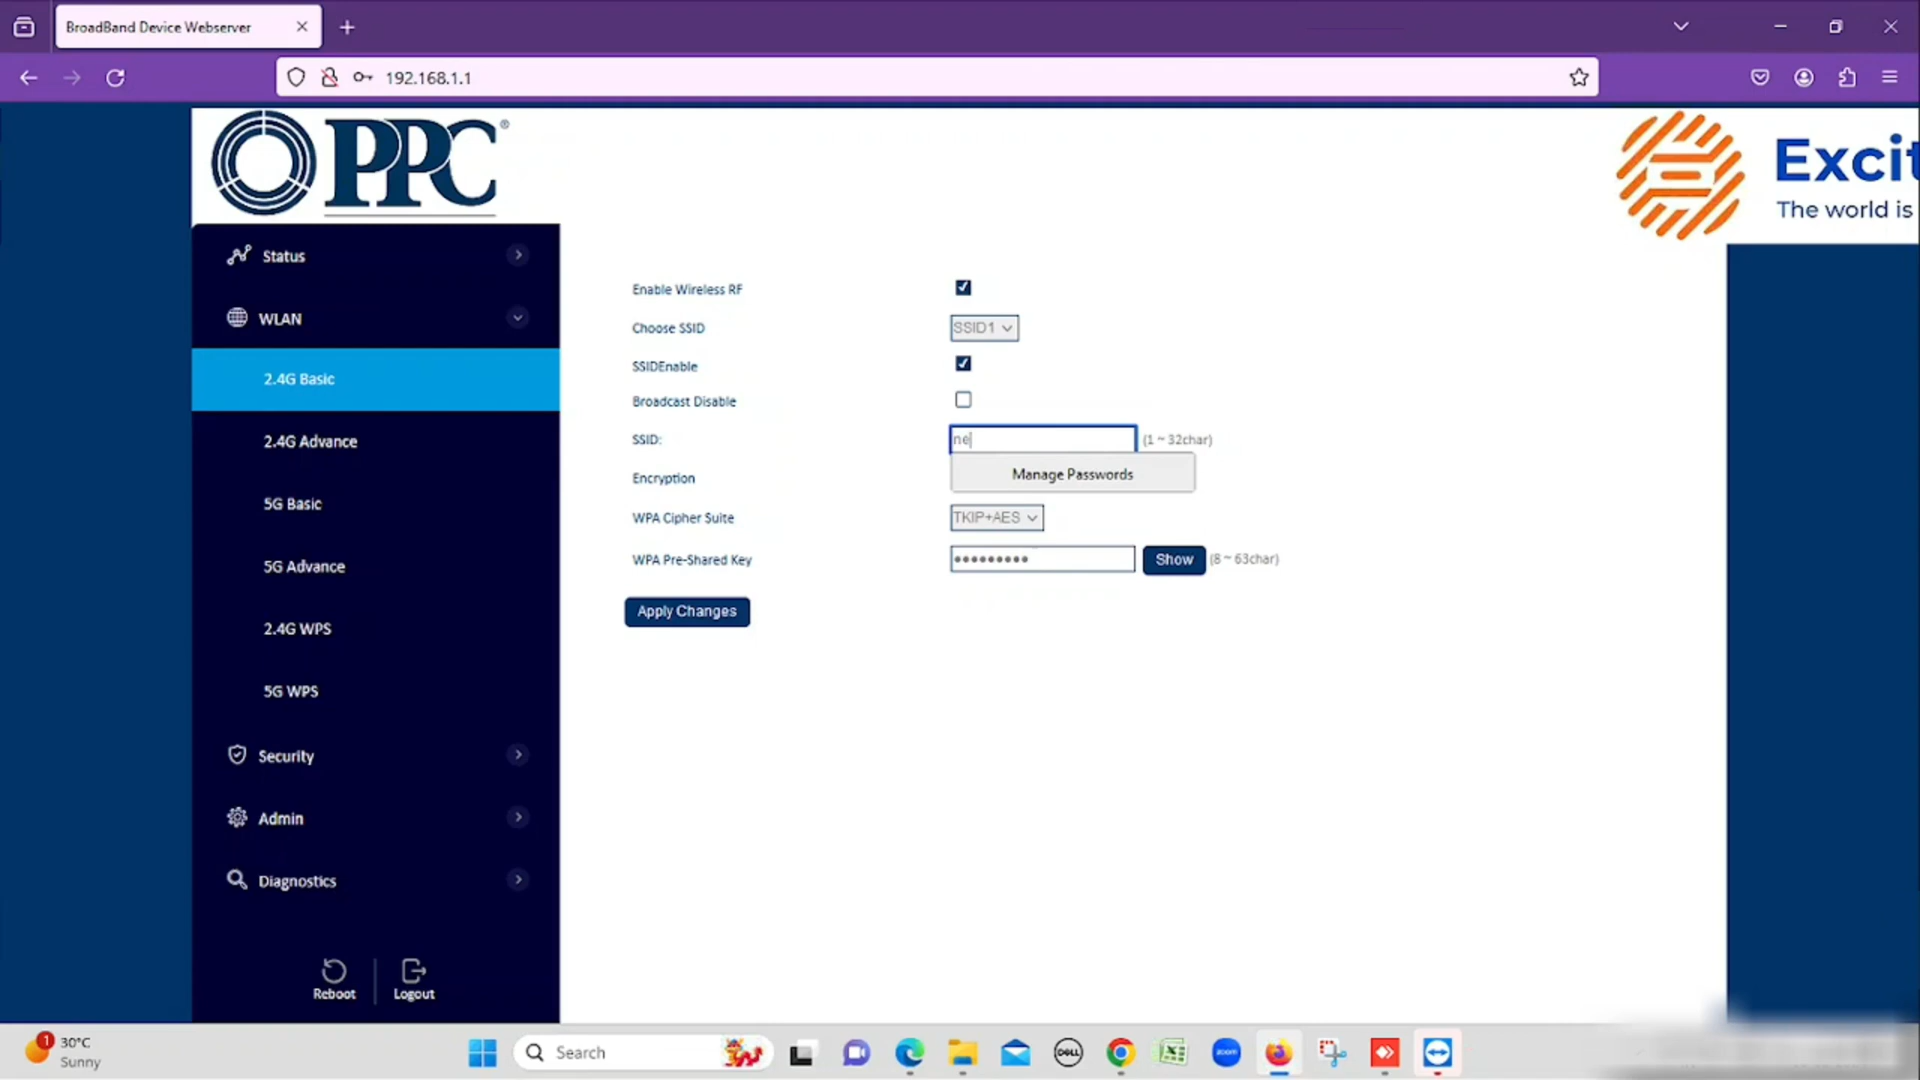 BroadBand Device Webserver
192.168.1.1
PPC®
Excit
The world is
Status
WLAN
2.4G Basic
2.4G Advance
5G Basic
5G Advance
2.4G WPS
5G WPS
Security
Admin
Diagnostics
Reboot
Logout
Enable Wireless RF
Choose SSID SSID1
SSIDEnable
Broadcast Disable
SSID: ne (1 ~ 32char)
Manage Passwords
Encryption
WPA Cipher Suite TKIP+AES
WPA Pre-Shared Key ••••••••• Show (8 ~ 63char)
Apply Changes
1
30°C
Sunny
Search
DELL
zoom